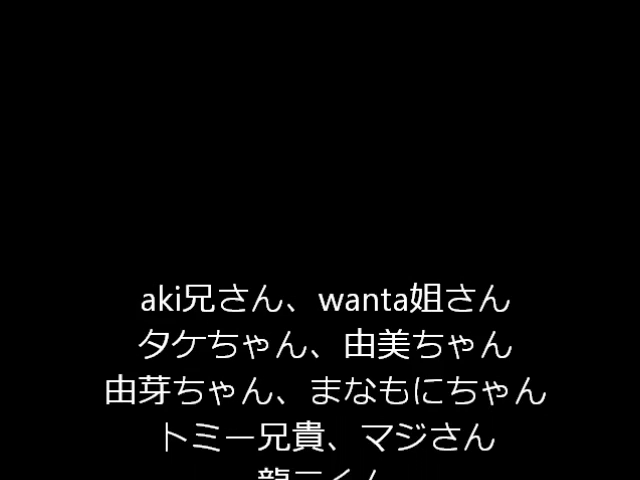 aki兄さん、wanta姐さん
タケちゃん、由美ちゃん
由芽ちゃん、まなもにちゃん
トミー兄貴、マジさん